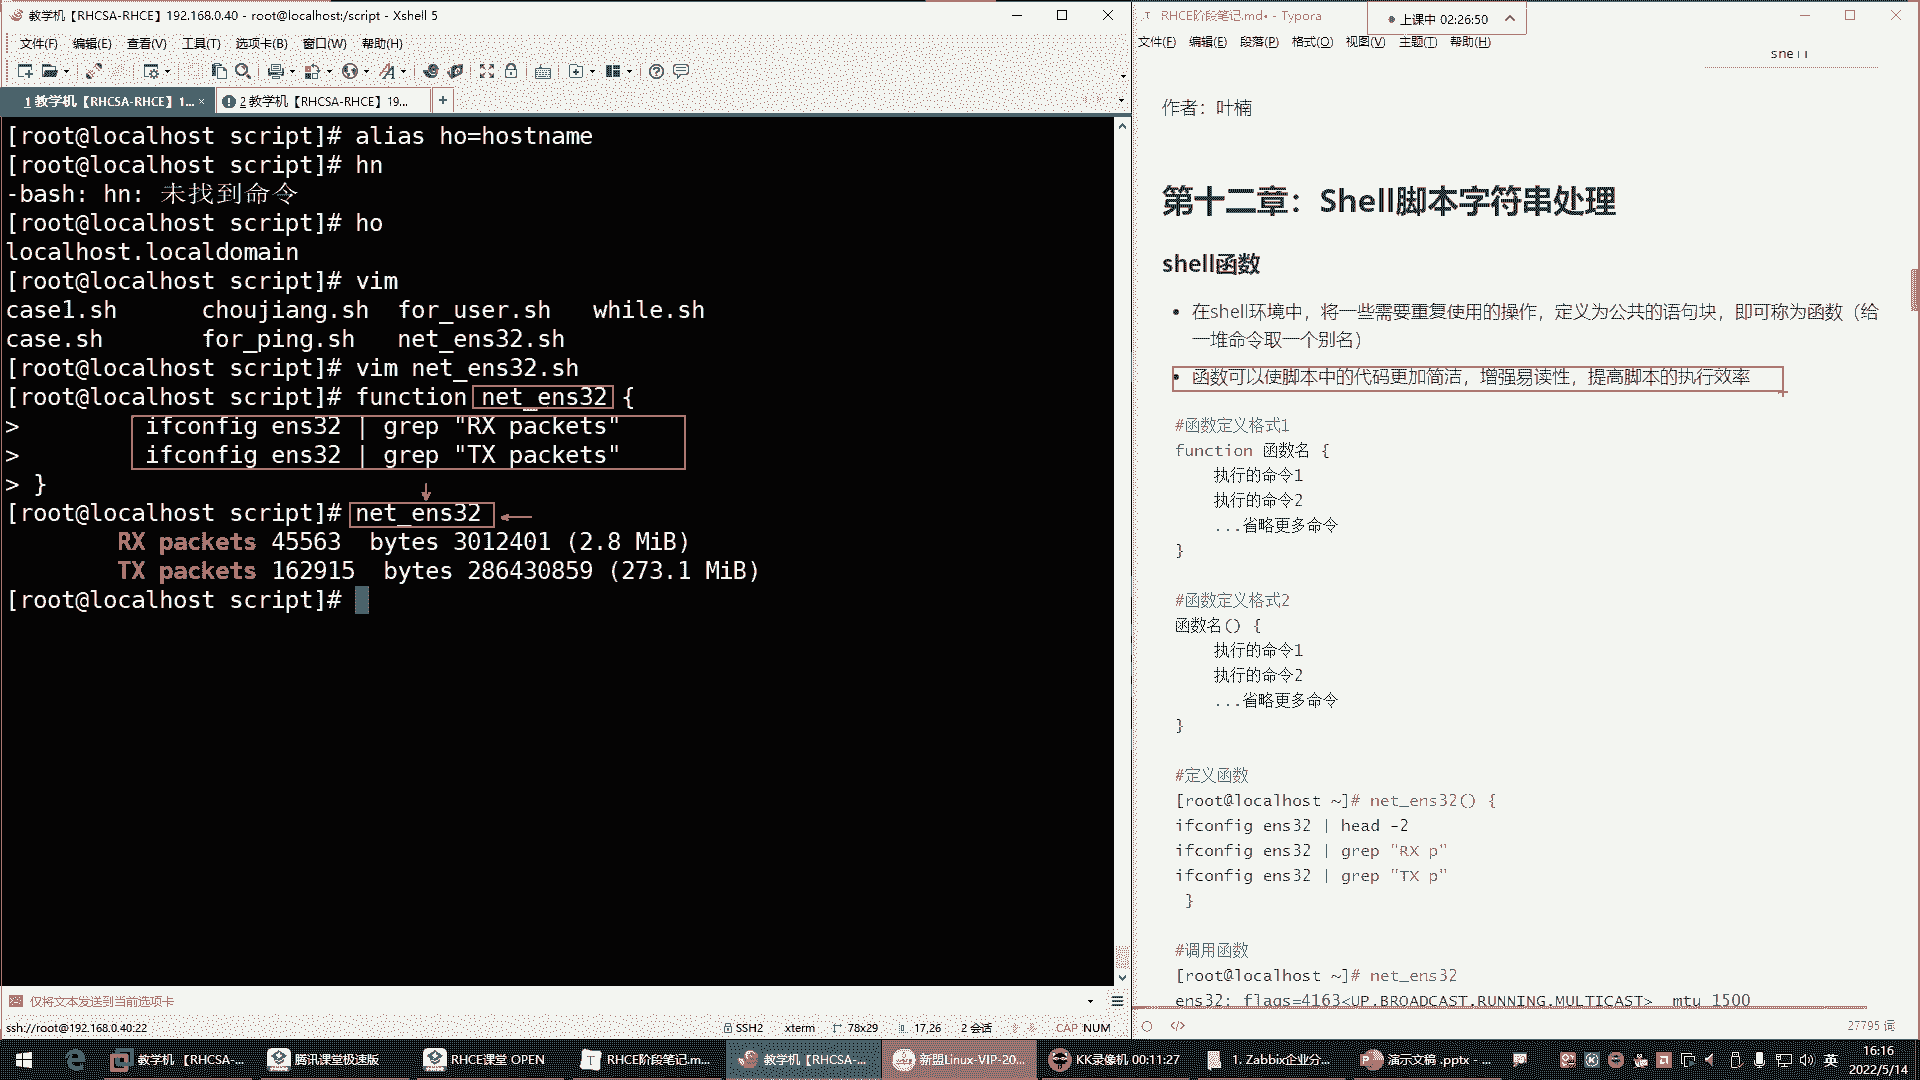 教学机【RHCSA-RHCE】192.168.0.40 - root@localhost:/script - Xshell 5
文件(F) 编辑(E) 查看(V) 工具(T) 选项卡(B) 窗口(W) 帮助(H)
1 教学机【RHCSA-RHCE】1... ×
2 教学机【RHCSA-RHCE】19...
+
[root@localhost script]# alias ho=hostname
[root@localhost script]# hn
-bash: hn: 未找到命令
[root@localhost script]# ho
localhost.localdomain
[root@localhost script]# vim
case1.sh choujiang.sh for_user.sh while.sh
case.sh for_ping.sh net_ens32.sh
[root@localhost script]# vim net_ens32.sh
[root@localhost script]# function net_ens32 {
> ifconfig ens32 | grep "RX packets"
> ifconfig ens32 | grep "TX packets"
> }
[root@localhost script]# net_ens32
RX packets 45563 bytes 3012401 (2.8 MiB)
TX packets 162915 bytes 286430859 (273.1 MiB)
[root@localhost script]#
仅将文本发送到当前选项卡
ssh://root@192.168.0.40:22 SSH2 xterm 78x29 17,26 2 会话 CAP NUM
RHCE阶段笔记.md• - Typora
上课中 02:26:50
文件(F) 编辑(E) 段落(P) 格式(O) 视图(V) 主题(T) 帮助(H)
shell
作者：叶楠
第十二章：Shell脚本字符串处理
shell函数
• 在shell环境中，将一些需要重复使用的操作，定义为公共的语句块，即可称为函数（给
一堆命令取一个别名）
• 函数可以使脚本中的代码更加简洁，增强易读性，提高脚本的执行效率
#函数定义格式1
function 函数名 {
执行的命令1
执行的命令2
...省略更多命令
}
#函数定义格式2
函数名() {
执行的命令1
执行的命令2
...省略更多命令
}
#定义函数
[root@localhost ~]# net_ens32() {
ifconfig ens32 | head -2
ifconfig ens32 | grep "RX p"
ifconfig ens32 | grep "TX p"
}
#调用函数
[root@localhost ~]# net_ens32
ens32: flags=4163<UP,BROADCAST,RUNNING,MULTICAST> mtu 1500
</> 27795 词
教学机 【RHCSA-...
腾讯课堂极速版
RHCE课堂 OPEN
RHCE阶段笔记.m...
教学机【RHCSA-...
新盟Linux-VIP-20...
KK录像机 00:11:27
1. Zabbix企业分...
演示文稿 .pptx - ...
英
16:16
2022/5/14